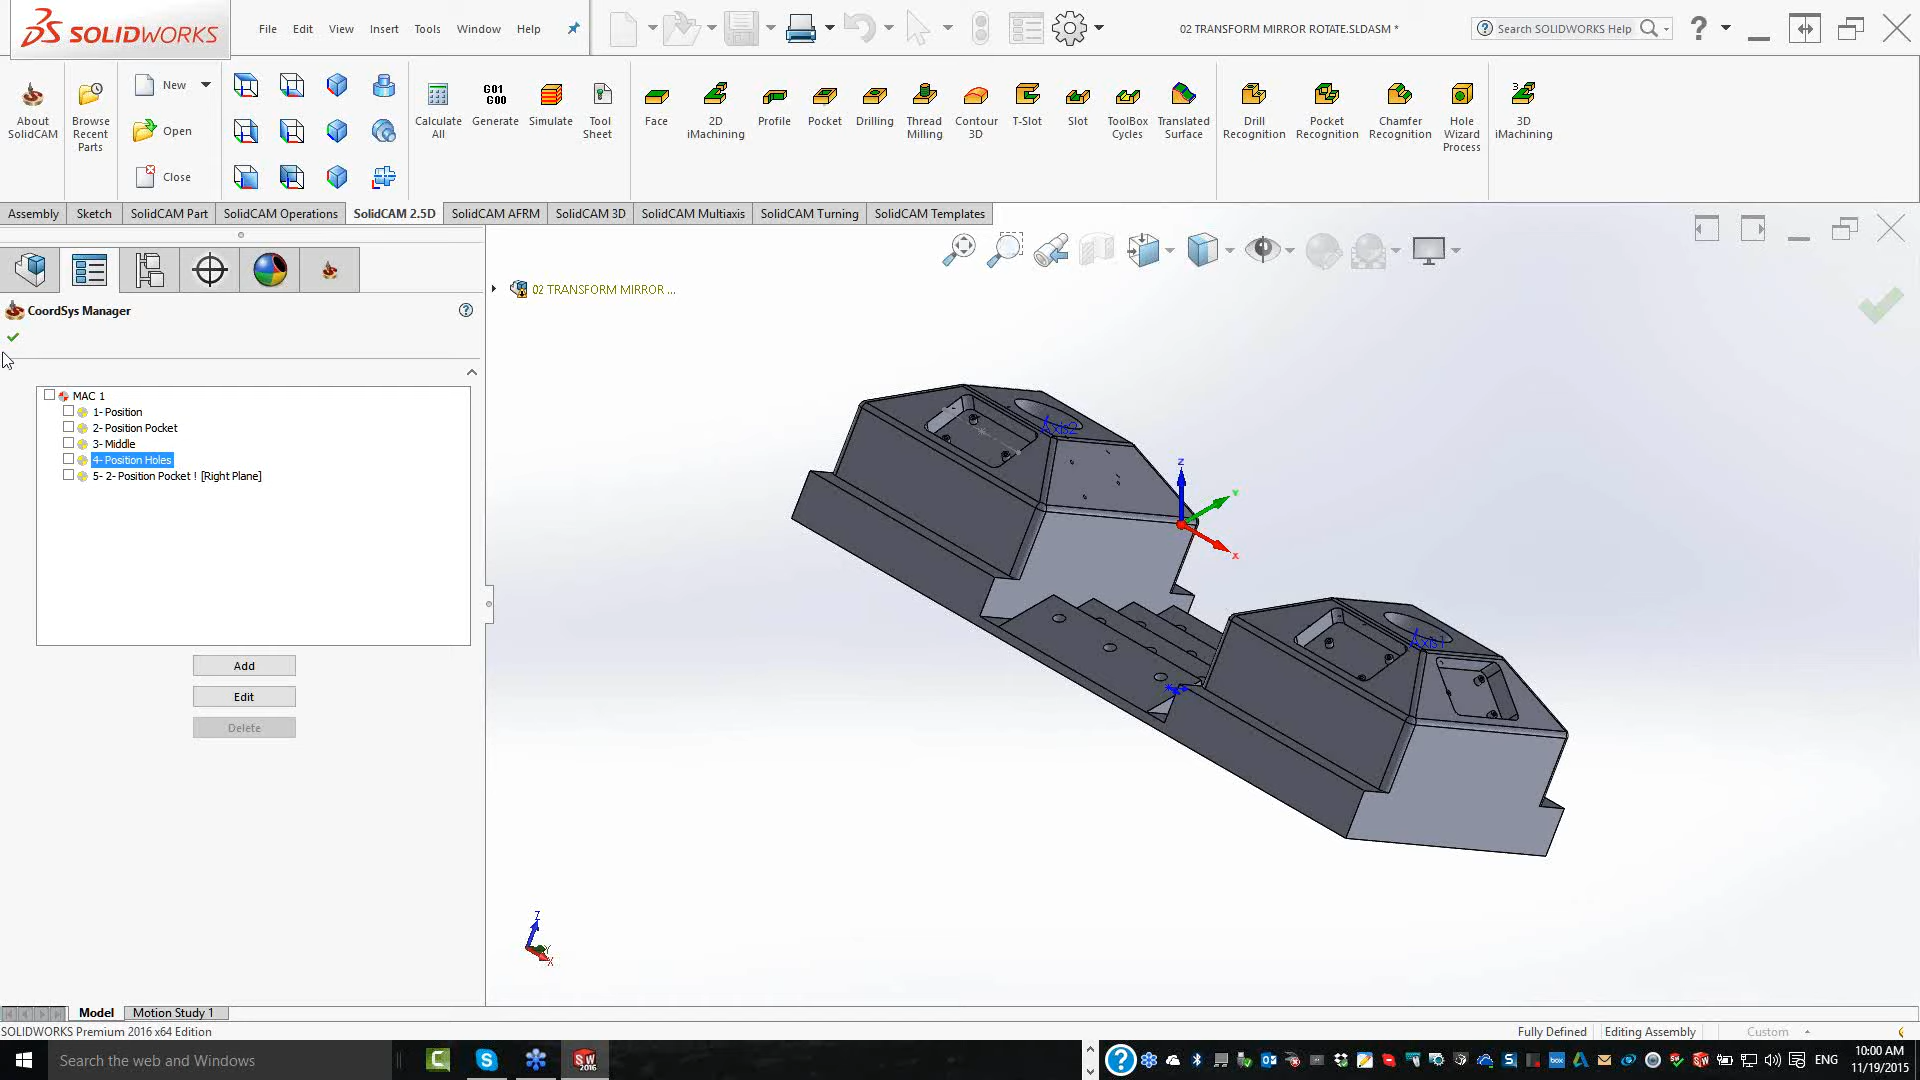 SOLIDWORKS
File Edit View Insert Tools Window Help
02 TRANSFORM MIRROR ROTATE.SLDASM *
Search SOLIDWORKS Help
About SolidCAM
Browse Recent Parts
New
Open
Close
Calculate All
G01 G00
Generate
Simulate
Tool Sheet
Face
2D iMachining
Profile
Pocket
Drilling
Thread Milling
Contour 3D
T-Slot
Slot
ToolBox Cycles
Translated Surface
Drill Recognition
Pocket Recognition
Chamfer Recognition
Hole Wizard Process
3D iMachining
Assembly Sketch SolidCAM Part SolidCAM Operations SolidCAM 2.5D SolidCAM AFRM SolidCAM 3D SolidCAM Multiaxis SolidCAM Turning SolidCAM Templates
02 TRANSFORM MIRROR ...
CoordSys Manager
MAC 1
1- Position
2- Position Pocket
3- Middle
4- Position Holes
5- 2- Position Pocket ! [Right Plane]
Add
Edit
Delete
Axis2
Z
Y
X
Axis1
Z
Y
X
Model Motion Study 1
SOLIDWORKS Premium 2016 x64 Edition
Fully Defined Editing Assembly Custom
Search the web and Windows
SW 2016
ENG
10:00 AM
11/19/2015